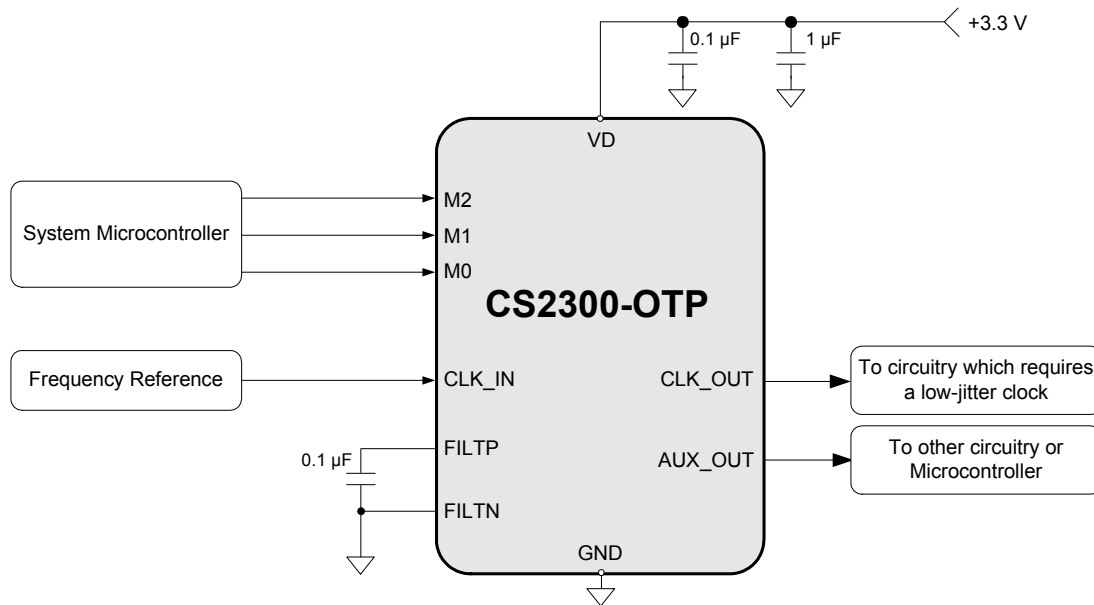 +3.3 V
0.1 µF
1 µF
VD
System Microcontroller
M2
M1
M0
CS2300-OTP
Frequency Reference
CLK_IN
CLK_OUT
To circuitry which requires
a low-jitter clock
0.1 µF
FILTP
AUX_OUT
To other circuitry or
Microcontroller
FILTN
GND